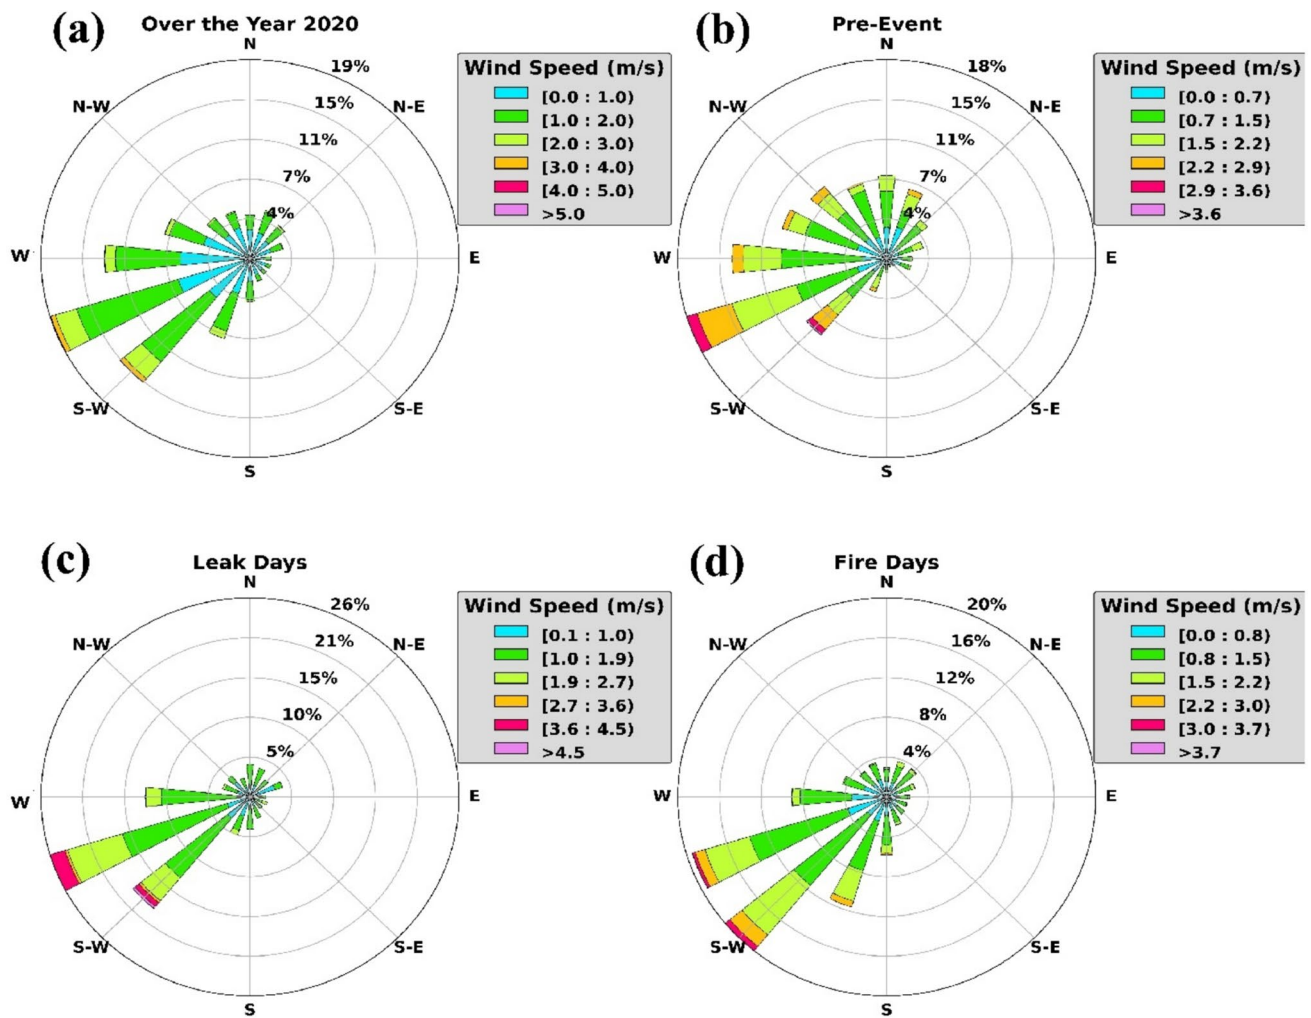 (a)
Over the Year 2020
N
19%
15%
11%
7%
4%
N-W
N-E
W
E
S-W
S-E
S
Wind Speed (m/s)
[0.0 : 1.0)
[1.0 : 2.0)
[2.0 : 3.0)
[3.0 : 4.0)
[4.0 : 5.0)
>5.0
(b)
Pre-Event
N
18%
15%
11%
7%
4%
N-W
N-E
W
E
S-W
S-E
S
Wind Speed (m/s)
[0.0 : 0.7)
[0.7 : 1.5)
[1.5 : 2.2)
[2.2 : 2.9)
[2.9 : 3.6)
>3.6
(c)
Leak Days
N
26%
21%
15%
10%
5%
N-W
N-E
W
E
S-W
S-E
S
Wind Speed (m/s)
[0.1 : 1.0)
[1.0 : 1.9)
[1.9 : 2.7)
[2.7 : 3.6)
[3.6 : 4.5)
>4.5
(d)
Fire Days
N
20%
16%
12%
8%
4%
N-W
N-E
W
E
S-W
S-E
S
Wind Speed (m/s)
[0.0 : 0.8)
[0.8 : 1.5)
[1.5 : 2.2)
[2.2 : 3.0)
[3.0 : 3.7)
>3.7